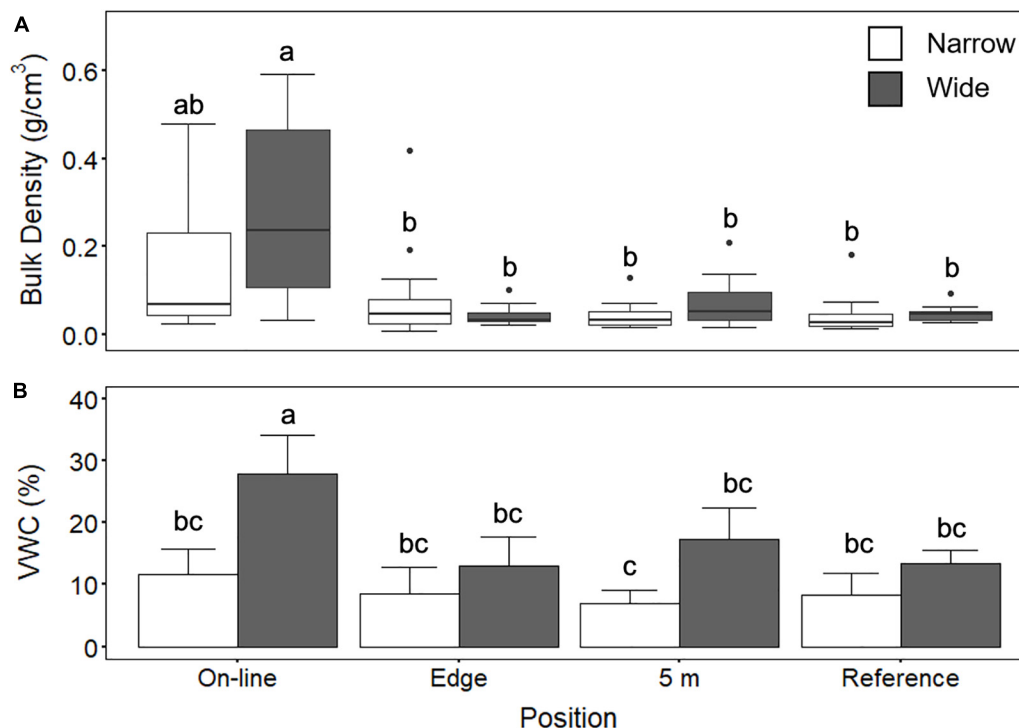 A
Bulk Density (g/cm³)
0.6
0.4
0.2
0.0
Narrow
Wide
ab
a
b
b
b
b
b
b
B
VWC (%)
40
30
20
10
0
bc
a
bc
bc
c
bc
bc
bc
On-line
Edge
5 m
Reference
Position